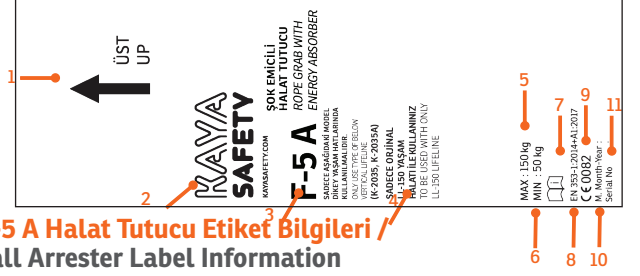 1
ÜST
UP
2
KAYA
SAFETY
KAYASAFETY.COM
ŞOK EMİCİLİ
HALAT TUTUCU
ROPE GRAB WITH
ENERGY ABSORBER
3
F-5 A
SADECE AŞAĞIDAKİ MODEL
DİKEY YAŞAM HATLARINDA
KULLANILMALIDIR.
ONLY USE TYPE OF BELOW
VERTICAL LIFELINE
(K-2035, K-2035A)
4
SADECE ORJİNAL
LL-150 YAŞAM
HALATI İLE KULLANINIZ
TO BE USED WITH ONLY
LL-150 LIFELINE
5
MAX : 150 kg
MIN : 50 kg
6
7
EN 353-1:2014+A1:2017
8
9
CE 0082
M. Month-Year :
10
11
Serial No :
-5 A Halat Tutucu Etiket Bilgileri /
all Arrester Label Information